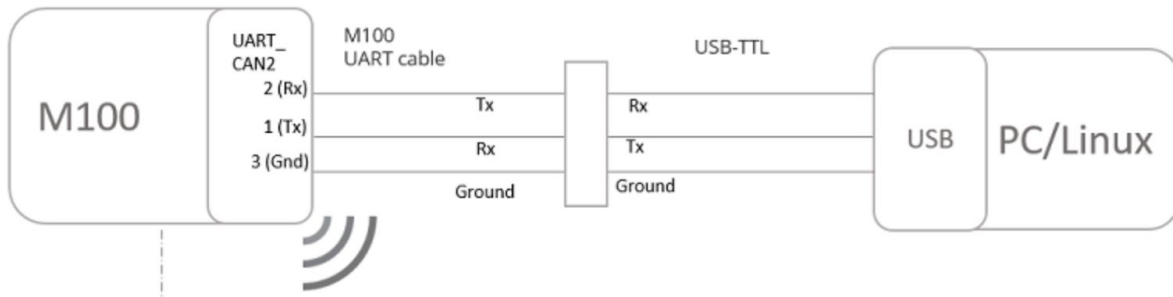 M100
UART_
CAN2
2 (Rx)
1 (Tx)
3 (Gnd)
M100
UART cable
Tx
Rx
Ground
USB-TTL
Rx
Tx
Ground
USB
PC/Linux